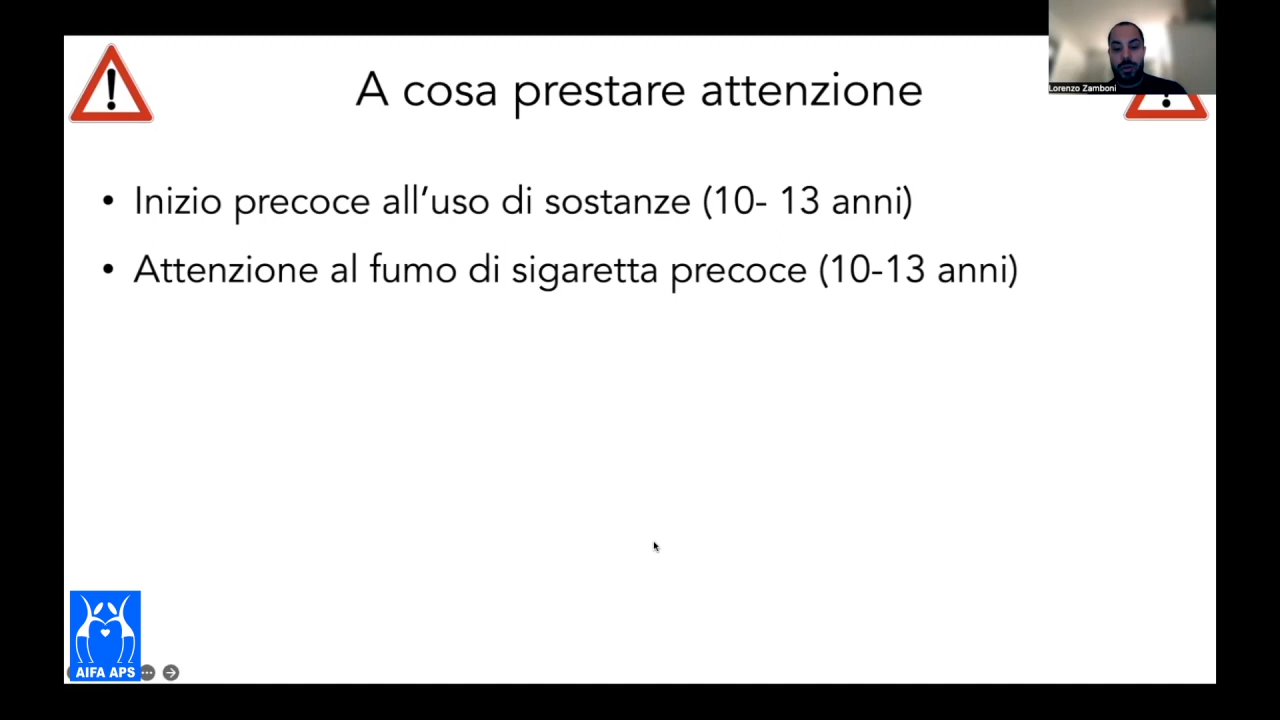 A cosa prestare attenzione
Lorenzo Zamboni
• Inizio precoce all’uso di sostanze (10- 13 anni)
• Attenzione al fumo di sigaretta precoce (10-13 anni)
AIFA APS